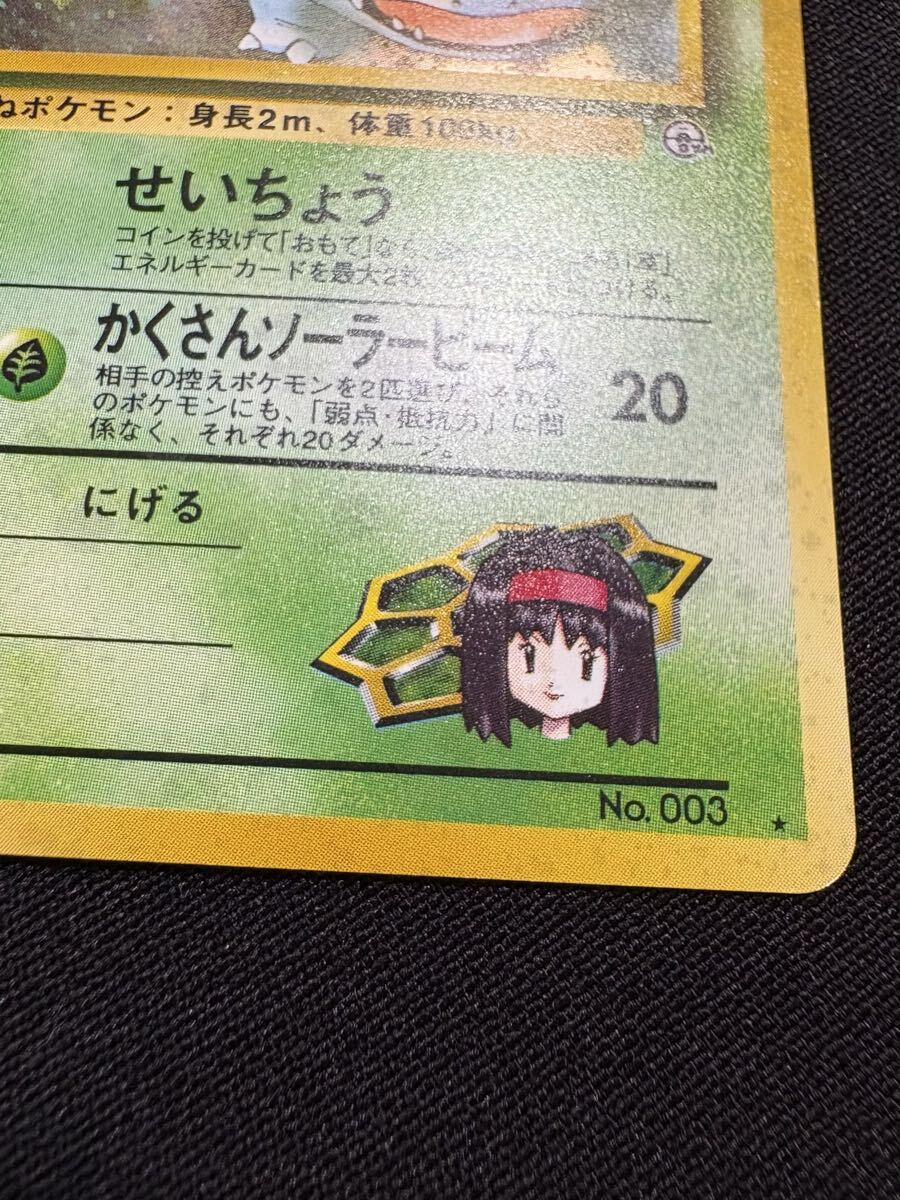 ねポケモン:身長2m、体重100kg
せいちょう
コインを投げて「おもて」なら、
エネルギーカードを最大2枚 つける。
かくさんソーラービーム
20
相手の控えポケモンを2匹選び、それら
のポケモンにも、「弱点・抵抗力」に関
係なく、それぞれ20ダメージ。
にげる
No. 003 ★